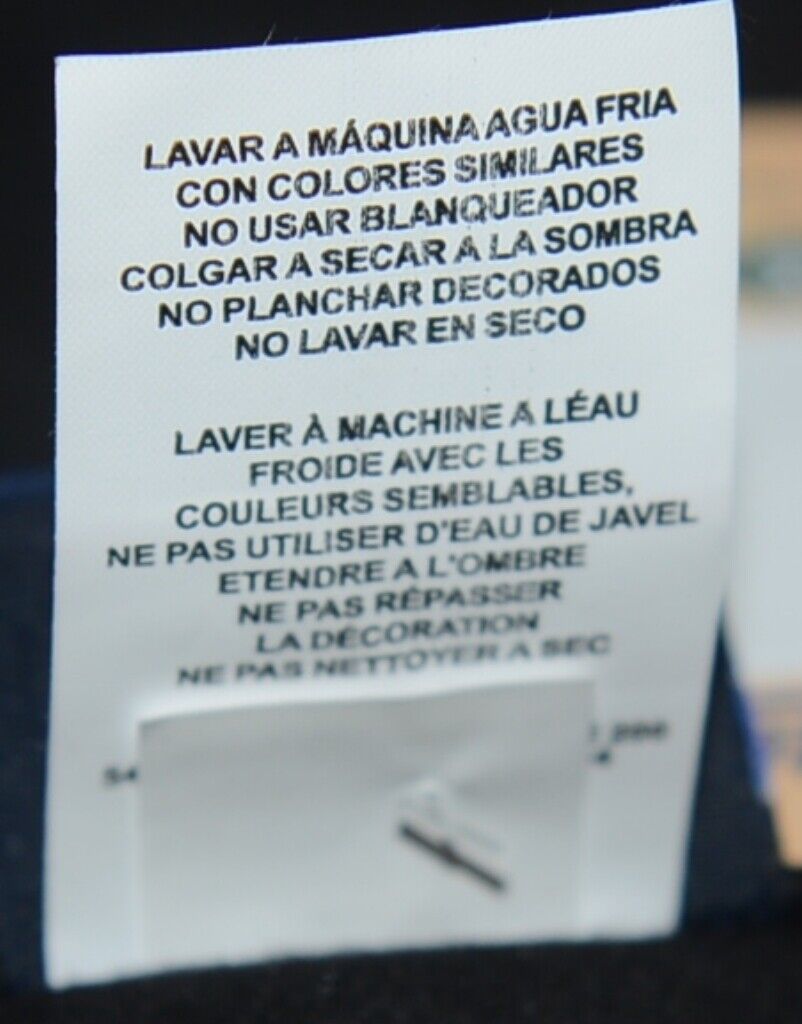 LAVAR A MÁQUINA AGUA FRIA
CON COLORES SIMILARES
NO USAR BLANQUEADOR
COLGAR A SECAR A LA SOMBRA
NO PLANCHAR DECORADOS
NO LAVAR EN SECO
LAVER À MACHINE A LÉAU
FROIDE AVEC LES
COULEURS SEMBLABLES,
NE PAS UTILISER D'EAU DE JAVEL
ETENDRE A L'OMBRE
NE PAS RÉPASSER
LA DÉCORATION
NE PAS NETTOYER A SEC